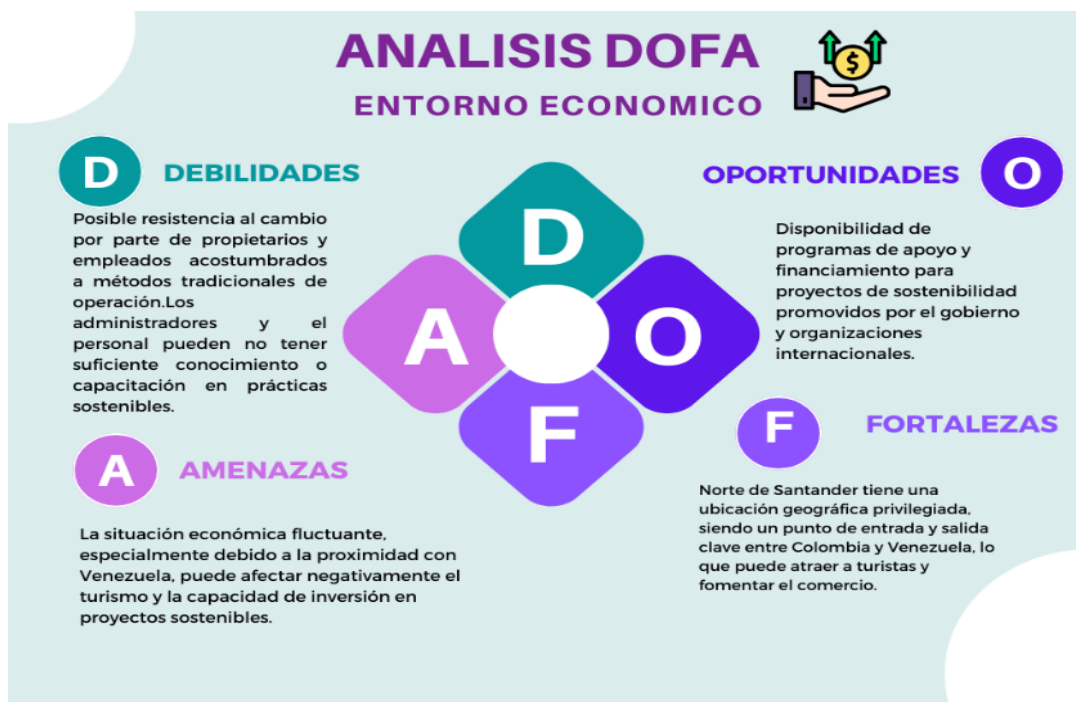 ANALISIS DOFA
ENTORNO ECONOMICO
D
DEBILIDADES
Posible resistencia al cambio
por parte de propietarios y
empleados acostumbrados
a métodos tradicionales de
operación.Los
administradores y el
personal pueden no tener
suficiente conocimiento o
capacitación en prácticas
sostenibles.
A
AMENAZAS
La situación económica fluctuante,
especialmente debido a la proximidad con
Venezuela, puede afectar negativamente el
turismo y la capacidad de inversión en
proyectos sostenibles.
D
A
O
F
OPORTUNIDADES
O
Disponibilidad de
programas de apoyo y
financiamiento para
proyectos de sostenibilidad
promovidos por el gobierno
y organizaciones
internacionales.
F
FORTALEZAS
Norte de Santander tiene una
ubicación geográfica privilegiada,
siendo un punto de entrada y salida
clave entre Colombia y Venezuela, lo
que puede atraer a turistas y
fomentar el comercio.
$